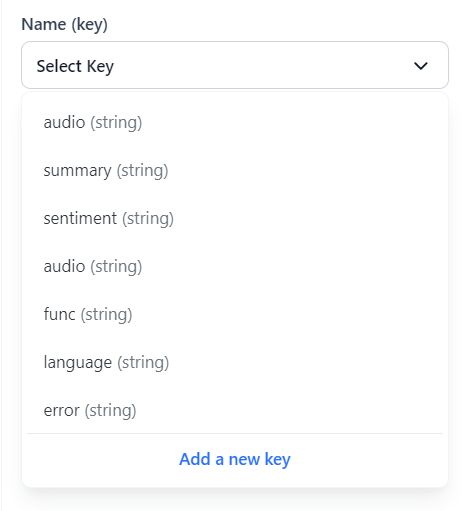 Name (key)
Select Key
audio (string)
summary (string)
sentiment (string)
audio (string)
func (string)
language (string)
error (string)
Add a new key